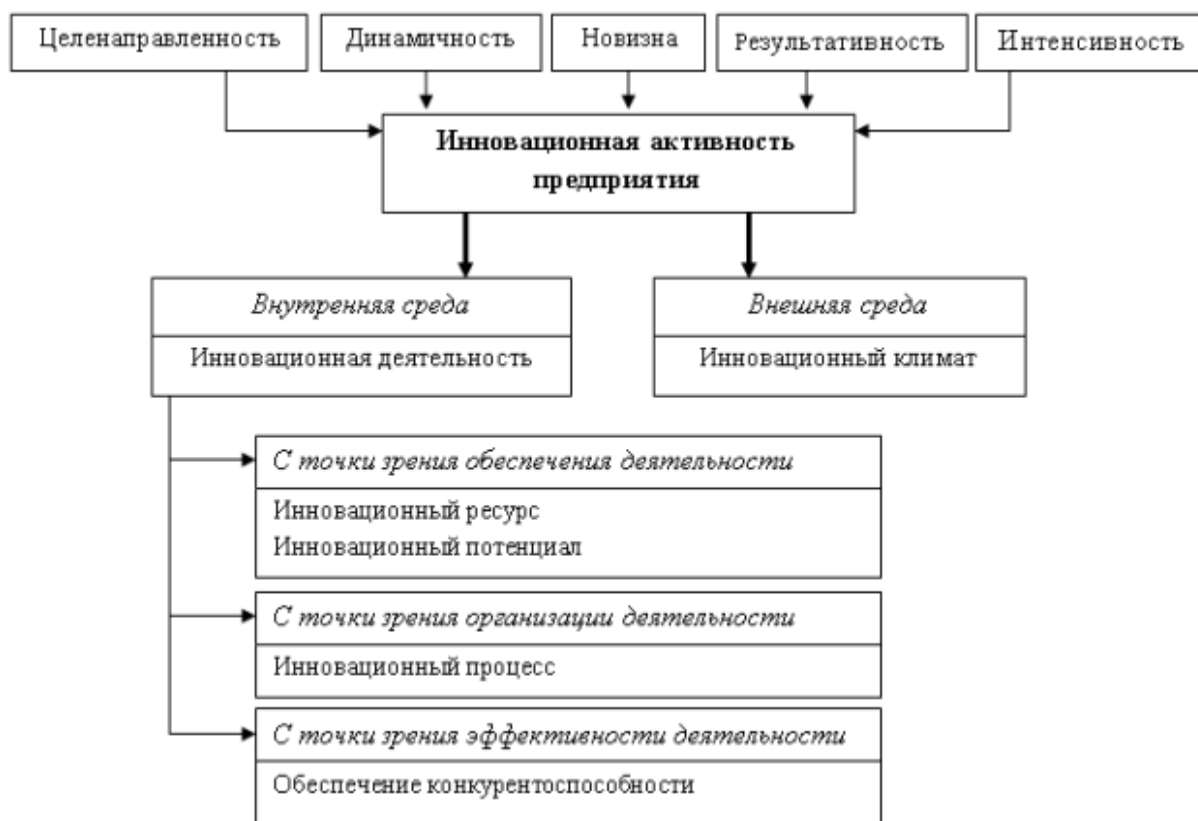 Целенаправленность
Динамичность
Новизна
Результативность
Интенсивность
Инновационная активность
предприятия
Внутренняя среда
Инновационная деятельность
Внешняя среда
Инновационный климат
С точки зрения обеспечения деятельности
Инновационный ресурс
Инновационный потенциал
С точки зрения организации деятельности
Инновационный процесс
С точки зрения эффективности деятельности
Обеспечение конкурентоспособности